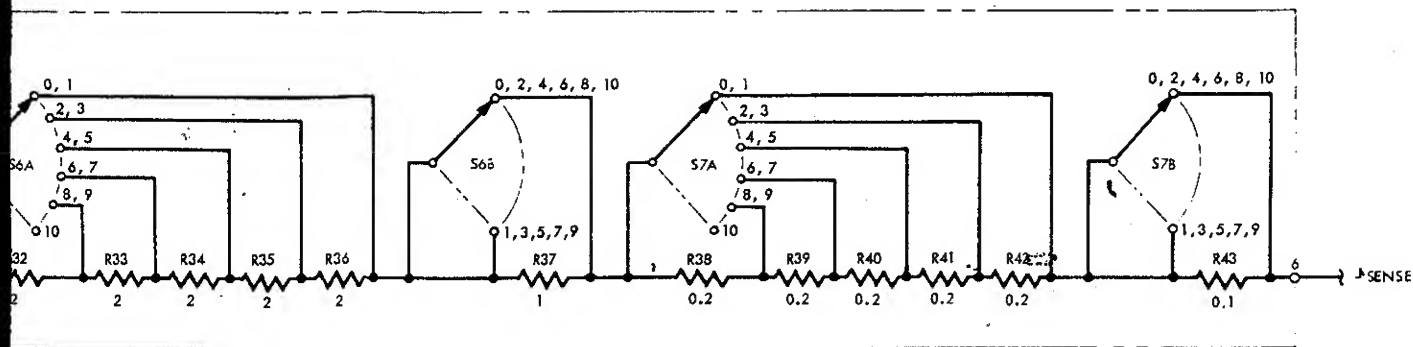 0, 1
2, 3
4, 5
6, 7
8, 9
10
S6A
0, 2, 4, 6, 8, 10
S6B
1,3,5,7,9
0, 1
2, 3
4, 5
6, 7
8, 9
10
S7A
0, 2, 4, 6, 8, 10
S7B
1,3,5,7,9
R33 R34 R35 R36 R37 R38 R39 R40 R41 R42 R43 6
2 2 2 2 2 1 0.2 0.2 0.2 0.2 0.2 0.1
SENSE